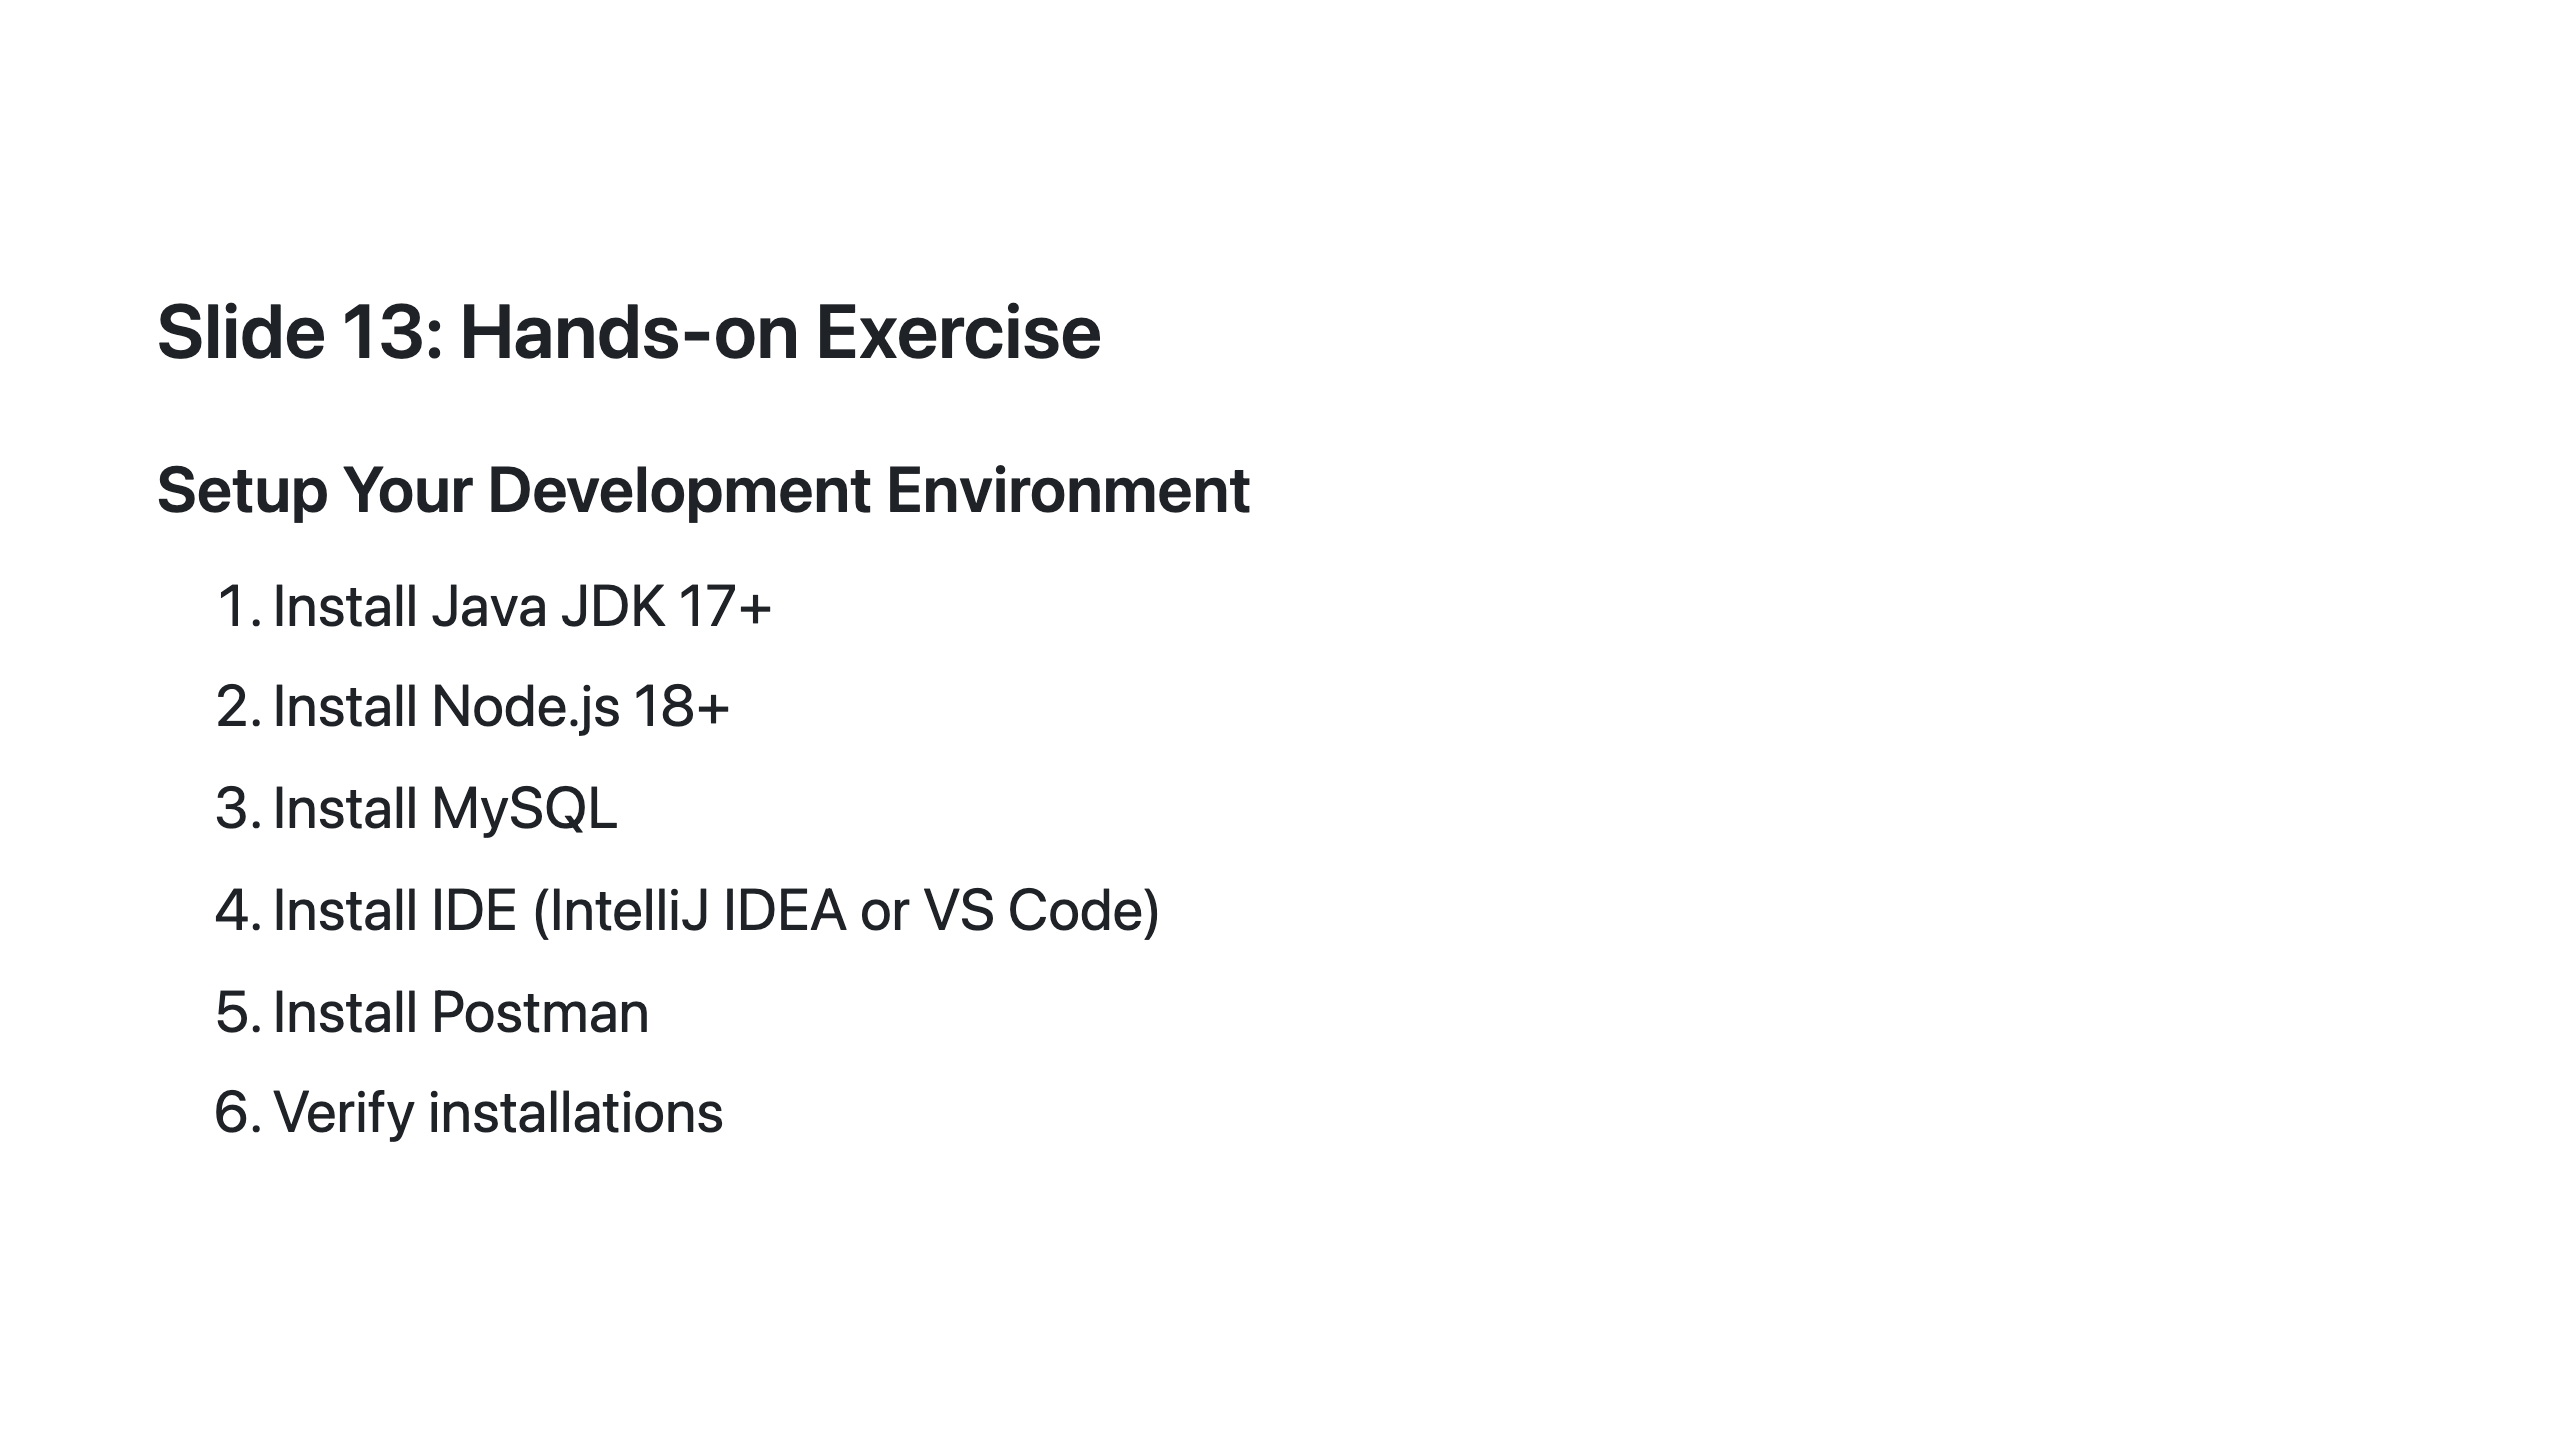 Slide 13: Hands-on Exercise
Setup Your Development Environment
1. Install Java JDK 17+
2. Install Node.js 18+
3. Install MySQL
4. Install IDE (IntelliJ IDEA or VS Code)
5. Install Postman
6. Verify installations